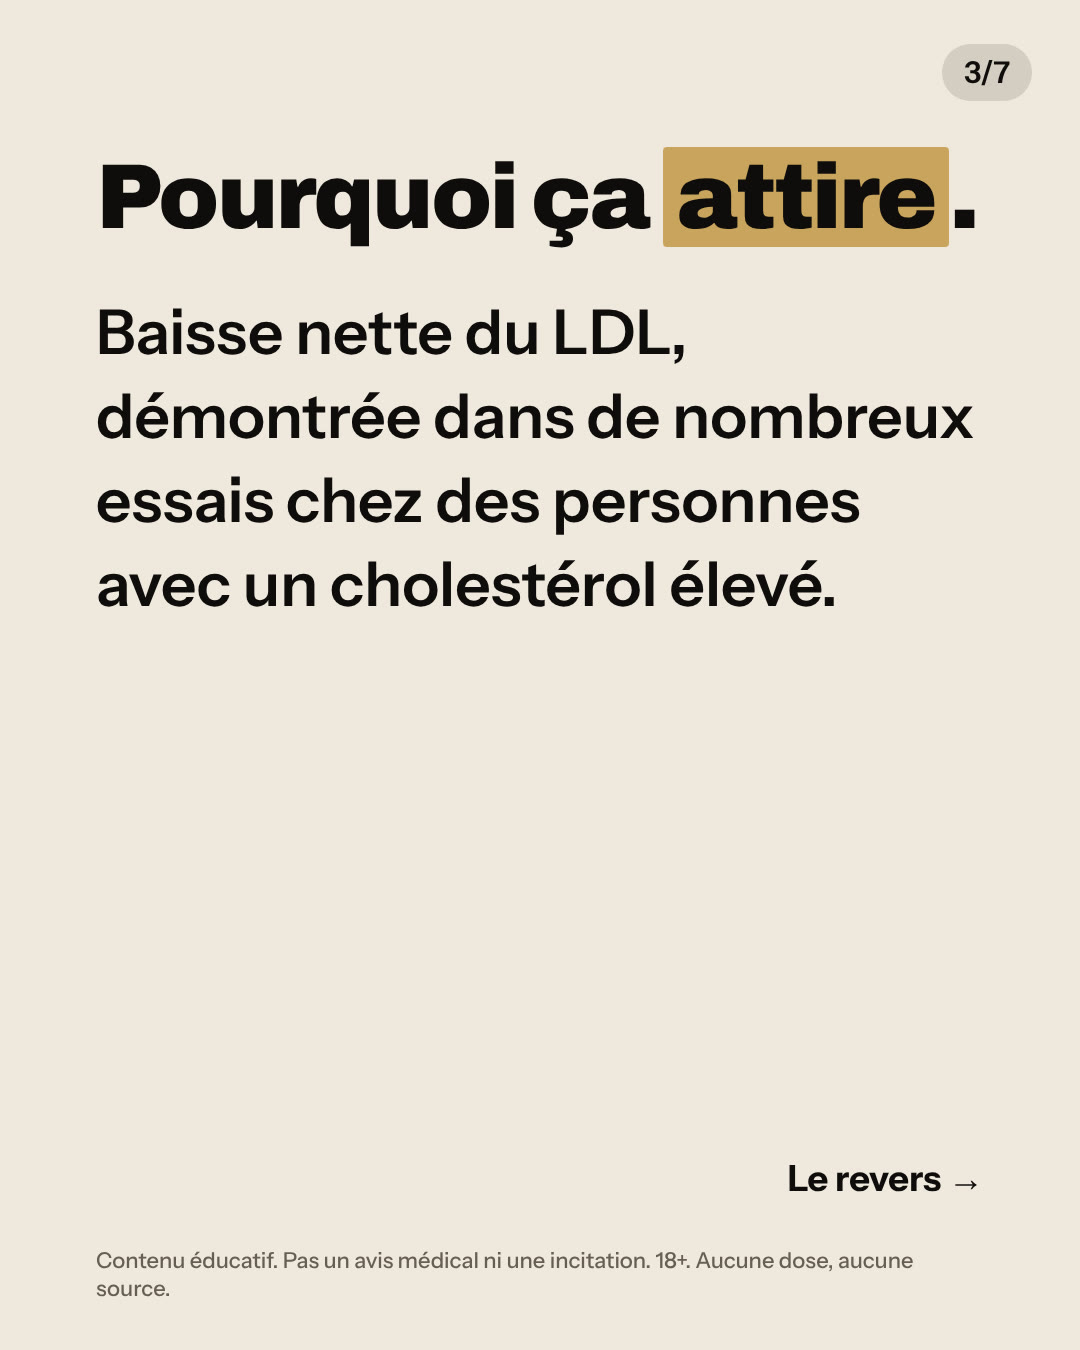 3/7
Pourquoi ça attire.
Baisse nette du LDL,
démontrée dans de nombreux
essais chez des personnes
avec un cholestérol élevé.
Le revers →
Contenu éducatif. Pas un avis médical ni une incitation. 18+. Aucune dose, aucune
source.